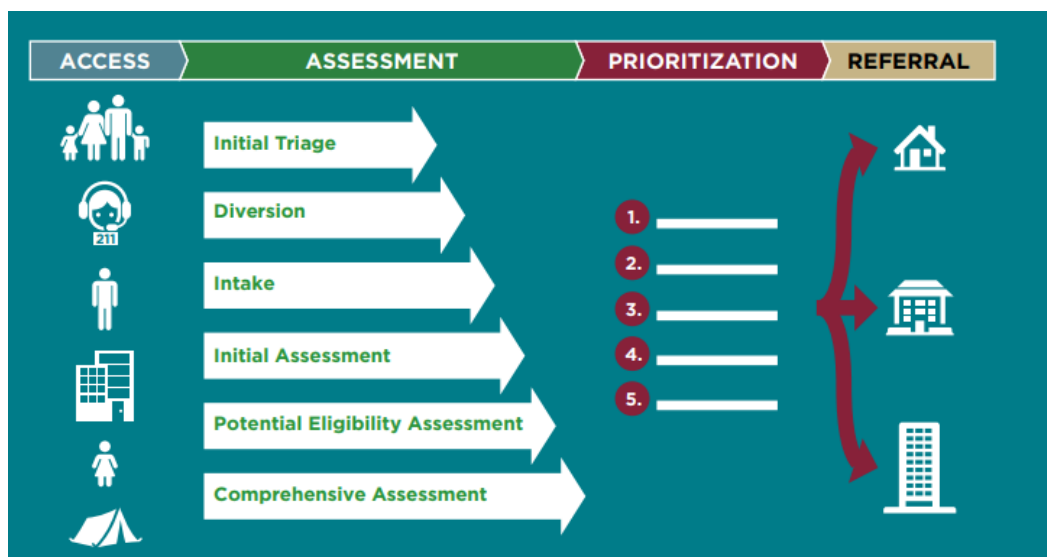 ACCESS
ASSESSMENT
PRIORITIZATION
REFERRAL
211
Initial Triage
Diversion
Intake
Initial Assessment
Potential Eligibility Assessment
Comprehensive Assessment
1.
2.
3.
4.
5.